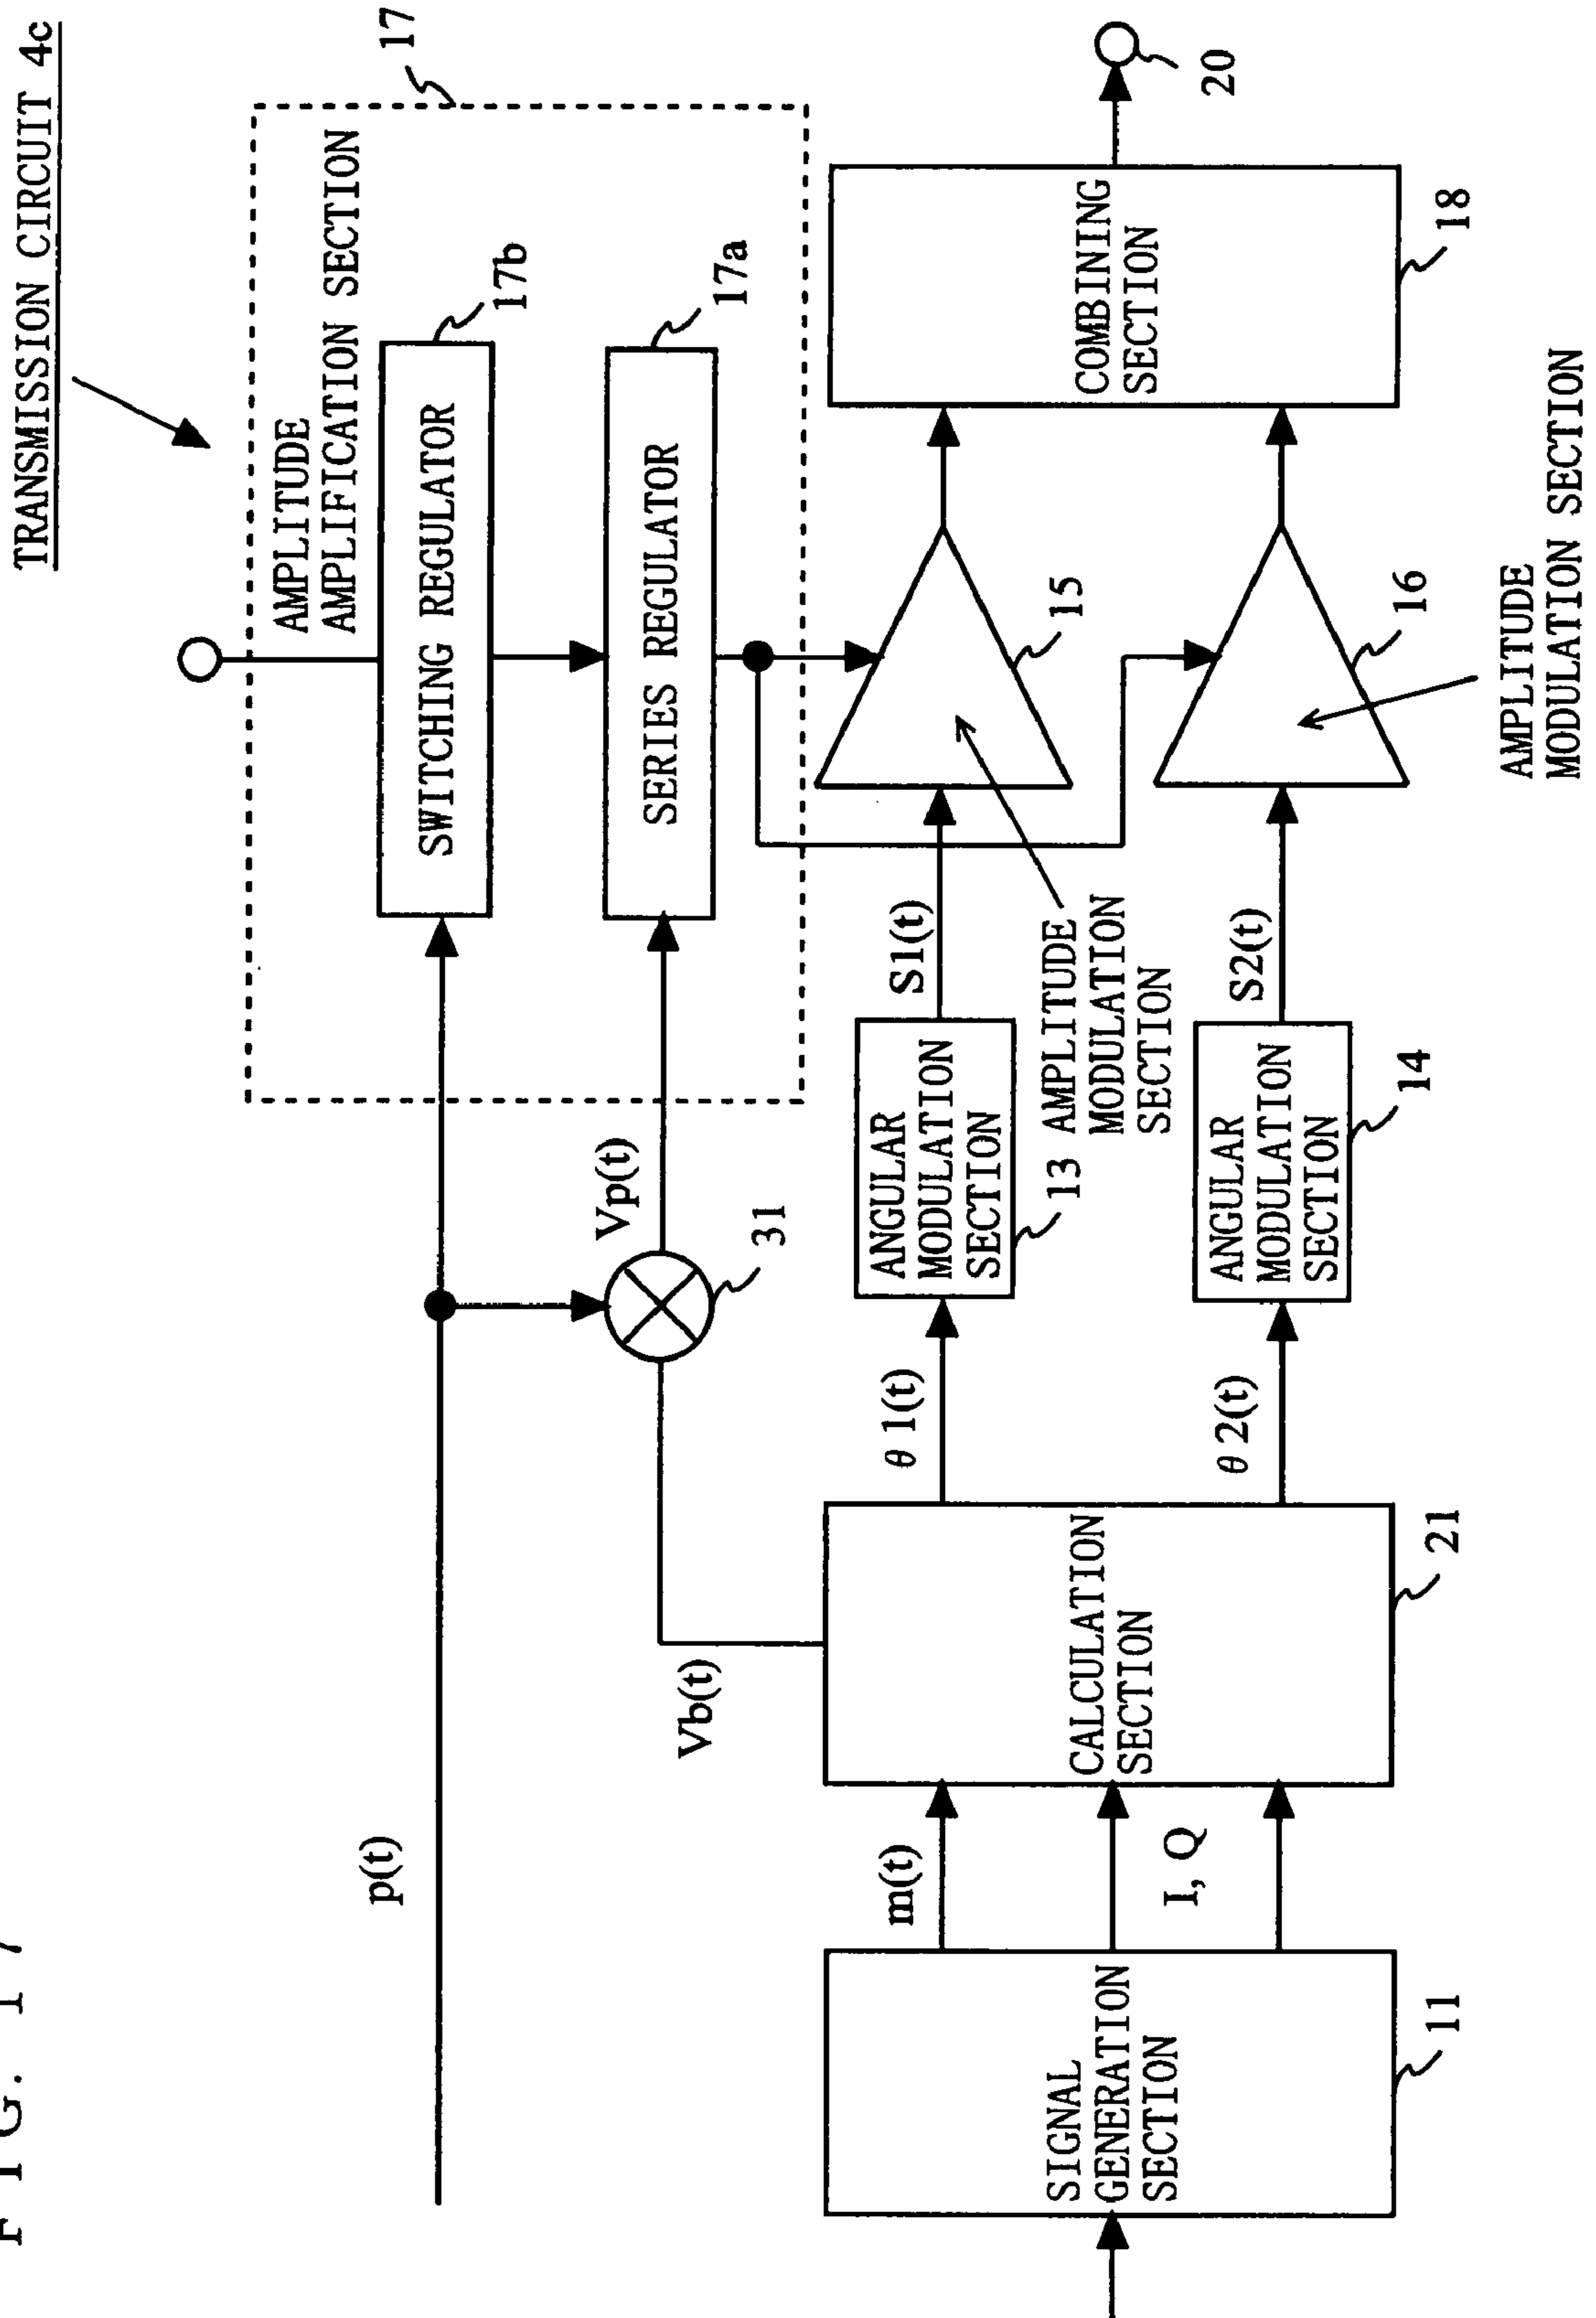 FIG. 17
TRANSMISSION CIRCUIT 4c
17
AMPLITUDE
AMPLIFICATION SECTION
p(t)
SWITCHING REGULATOR
17b
Vb(t)
31
Vp(t)
SERIES REGULATOR
17a
SIGNAL
GENERATION
SECTION
11
m(t)
I, Q
CALCULATION
SECTION
21
θ1(t)
θ2(t)
ANGULAR
MODULATION
SECTION
13
S1(t)
AMPLITUDE
MODULATION
SECTION
15
ANGULAR
MODULATION
SECTION
14
S2(t)
16
AMPLITUDE
MODULATION SECTION
COMBINING
SECTION
18
20